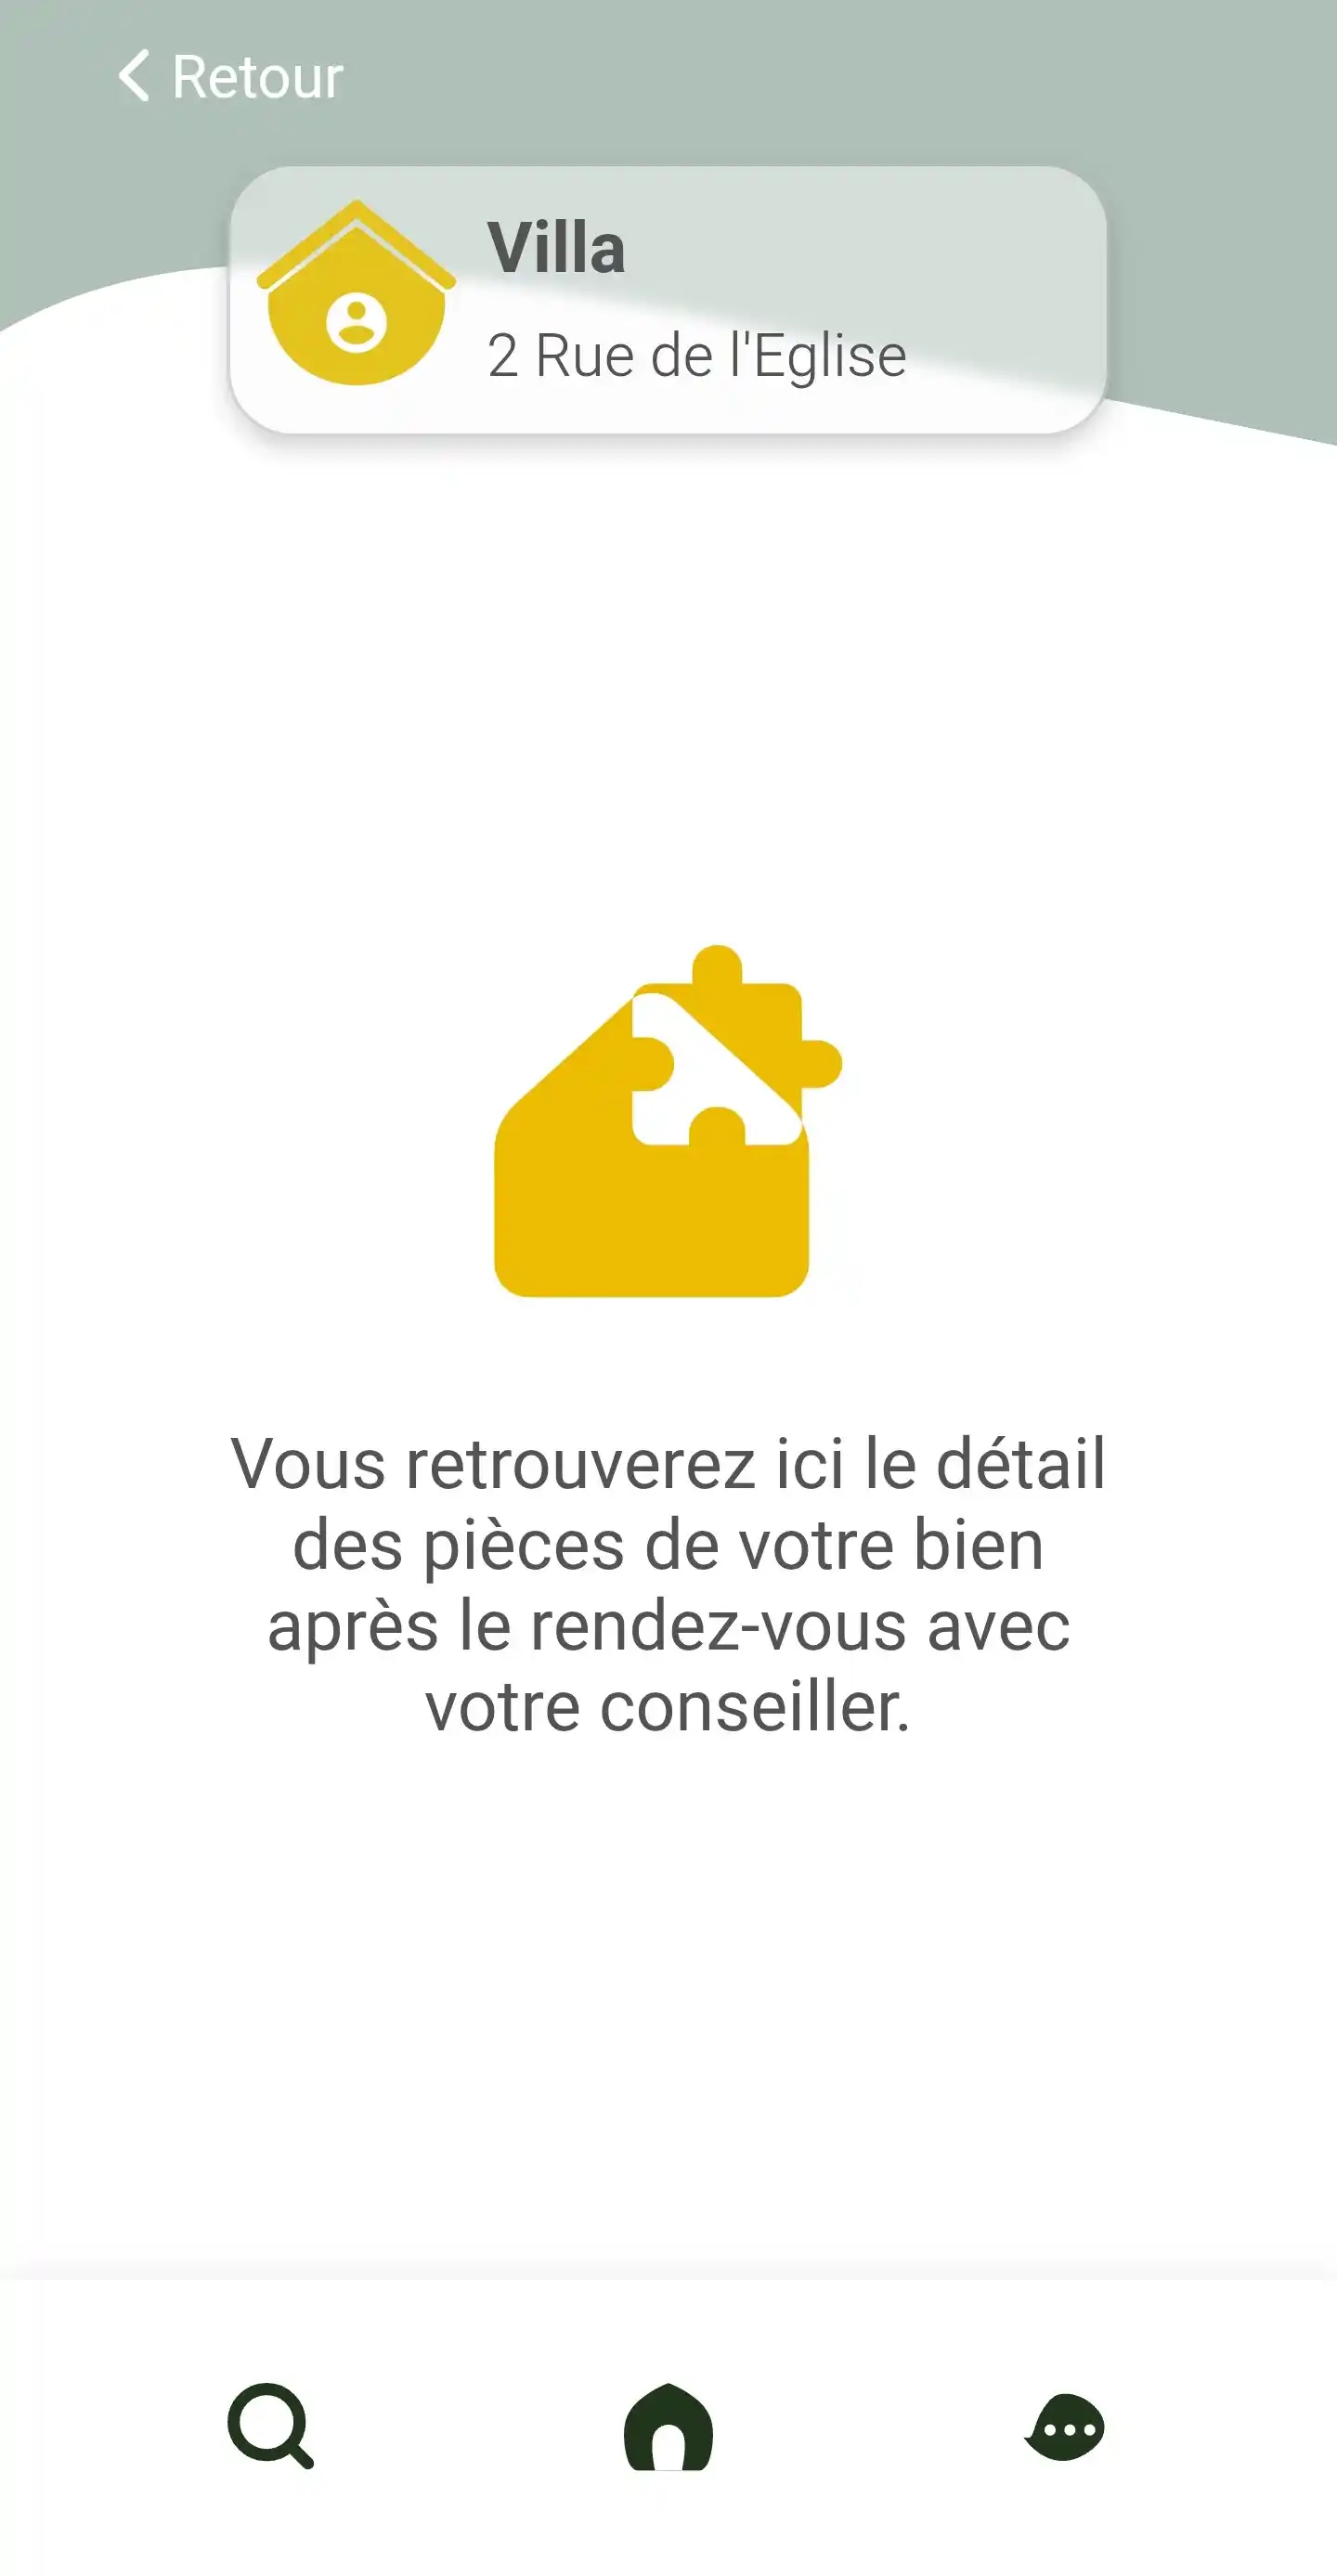 Retour
Villa
2 Rue de l'Eglise
Vous retrouverez ici le détail
des pièces de votre bien
après le rendez-vous avec
votre conseiller.